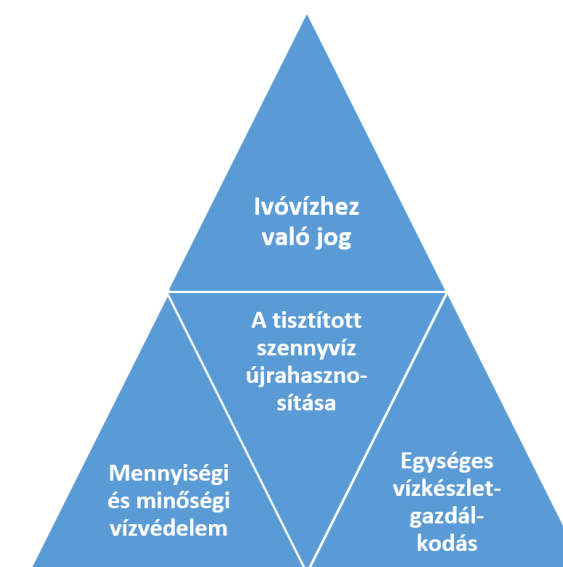 Ivóvízhez
való jog
A tisztított
szennyvíz
újrahaszno-
sítása
Mennyiségi
és minőségi
vízvédelem
Egységes
vízkészlet-
gazdál-
kodás